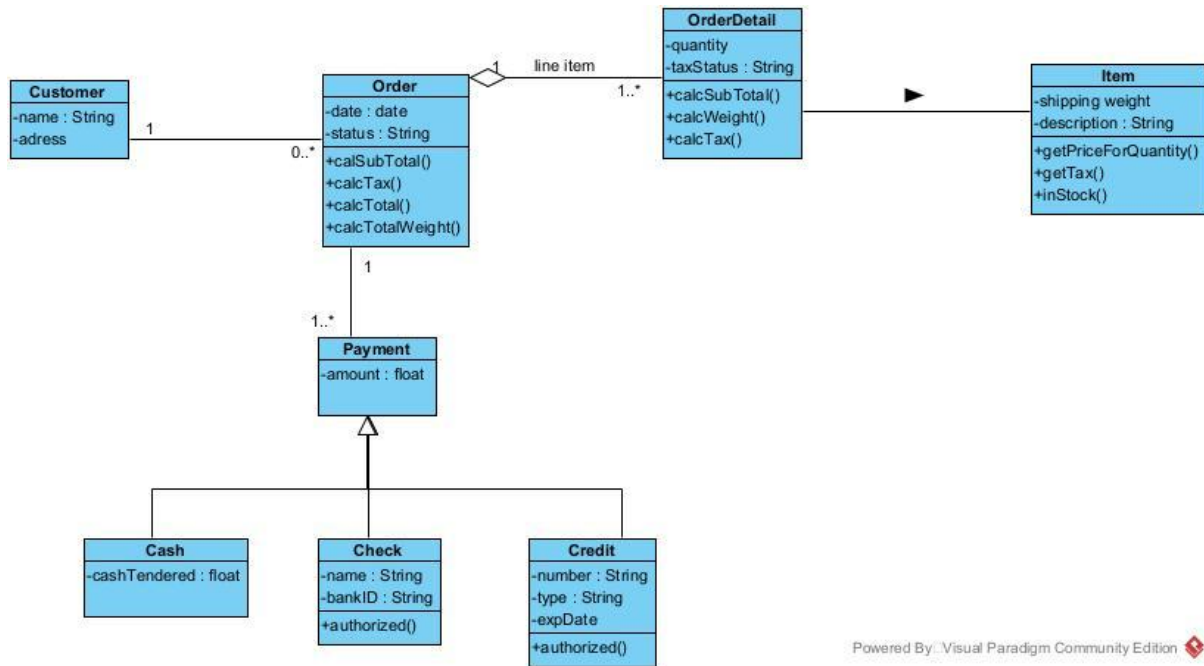 Customer
-name : String
-adress
1
0..*
Order
-date : date
-status : String
+calSubTotal()
+calcTax()
+calcTotal()
+calcTotalWeight()
1
line item
1..*
OrderDetail
-quantity
-taxStatus : String
+calcSubTotal()
+calcWeight()
+calcTax()
Item
-shipping weight
-description : String
+getPriceForQuantity()
+getTax()
+inStock()
1
1..*
Payment
-amount : float
Cash
-cashTendered : float
Check
-name : String
-bankID : String
+authorized()
Credit
-number : String
-type : String
-expDate
+authorized()
Powered By Visual Paradigm Community Edition